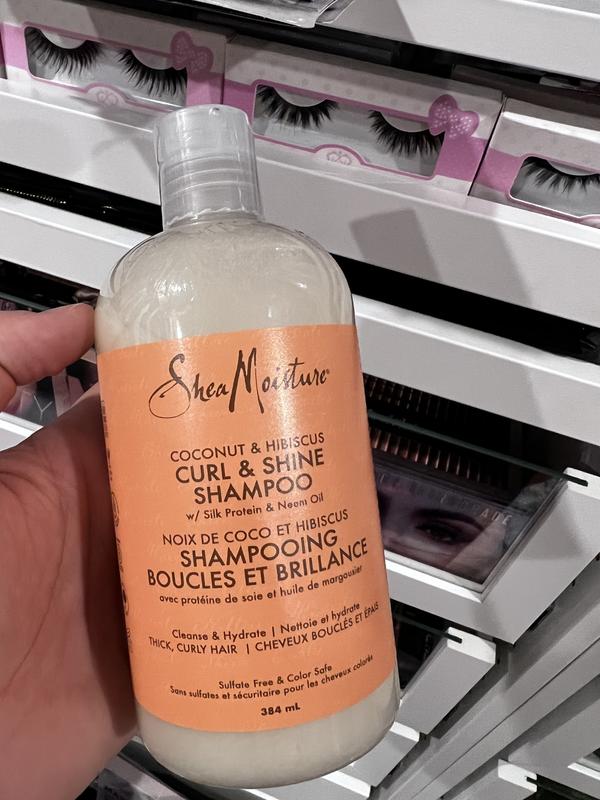 SheaMoisture®
COCONUT & HIBISCUS
CURL & SHINE
SHAMPOO
w/ Silk Protein & Neem Oil
NOIX DE COCO ET HIBISCUS
SHAMPOOING
BOUCLES ET BRILLANCE
avec protéine de soie et huile de margousier
Cleanse & Hydrate | Nettoie et hydrate
THICK, CURLY HAIR | CHEVEUX BOUCLÉS ET ÉPAIS
Sulfate Free & Color Safe
Sans sulfates et sécuritaire pour les cheveux colorés
384 mL